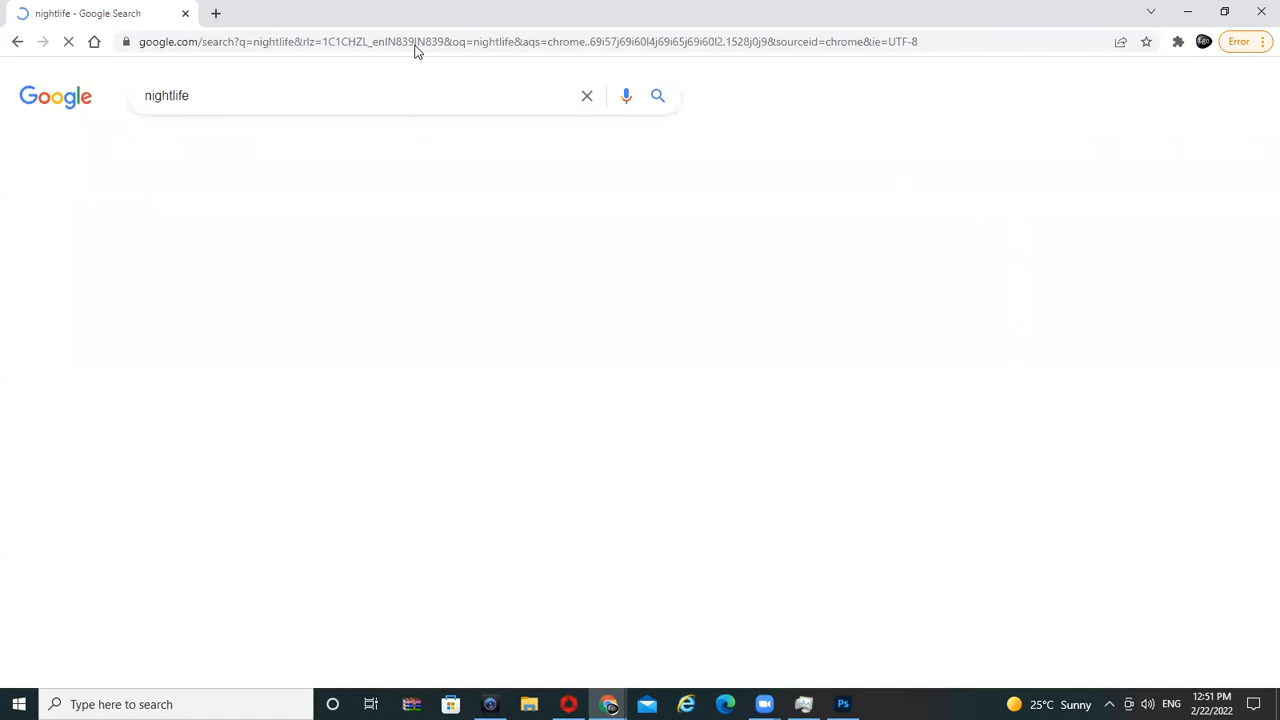 nightlife - Google Search
google.com/search?q=nightlife&rlz=1C1CHZL_enIN839IN839&oq=nightlife&aqs=chrome..69i57j69i60l4j69i65j69i60l2.1528j0j9&sourceid=chrome&ie=UTF-8
Error
Google
nightlife
Type here to search
25°C Sunny
ENG
12:51 PM
2/22/2022
Ps